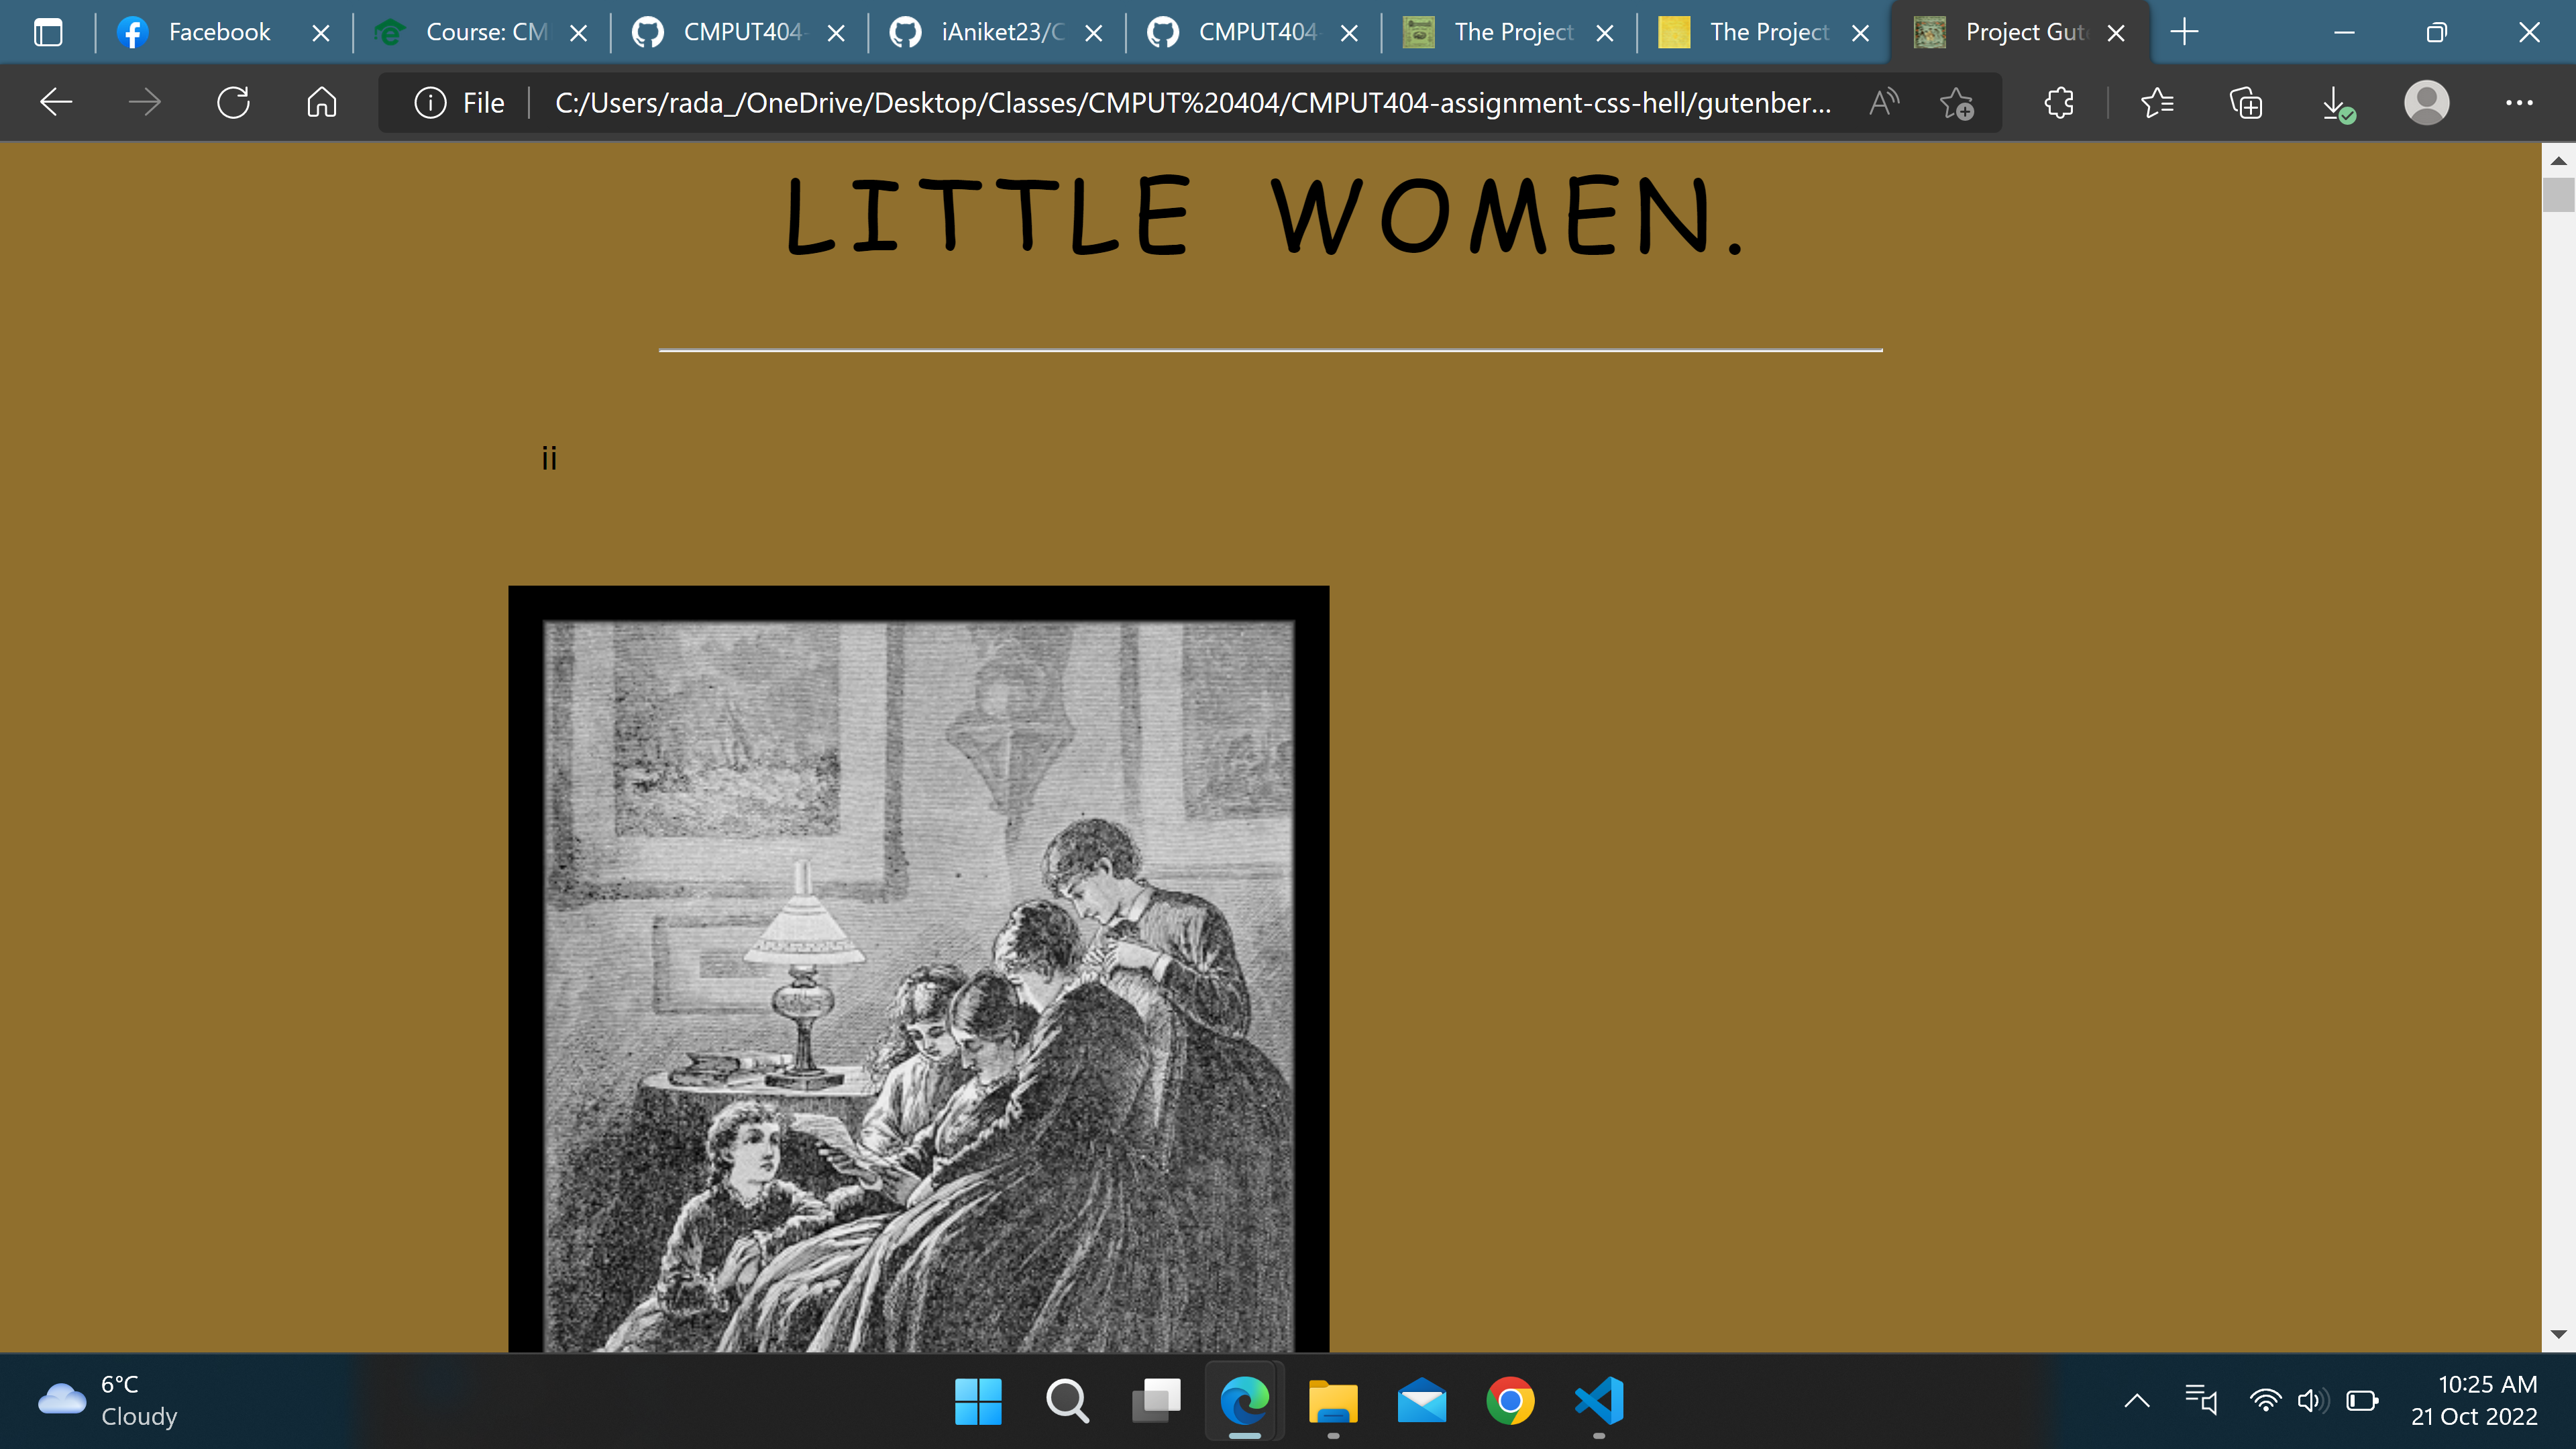 Facebook
Course: CM
CMPUT404-
iAniket23/C
CMPUT404-
The Project
The Project
Project Gut
File
C:/Users/rada_/OneDrive/Desktop/Classes/CMPUT%20404/CMPUT404-assignment-css-hell/gutenber...
LITTLE WOMEN.
ii
6°C
Cloudy
10:25 AM
21 Oct 2022